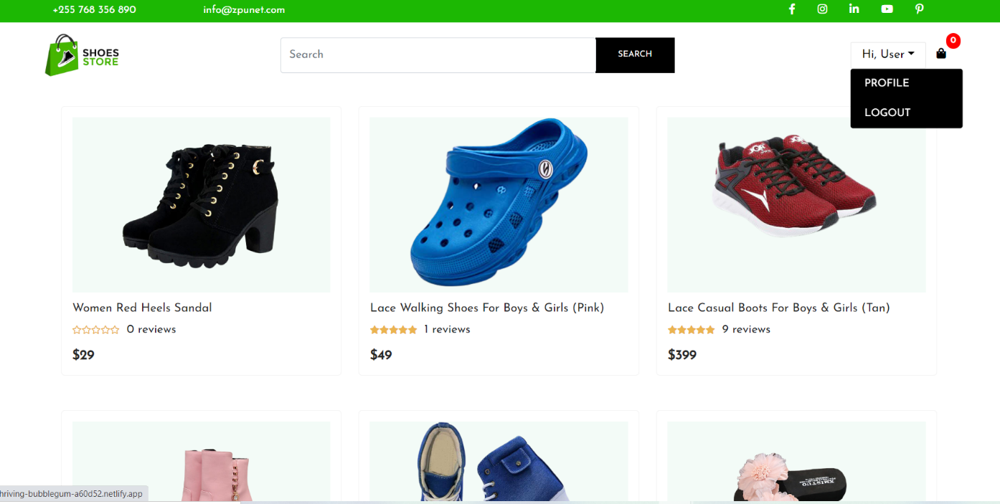 +255 768 356 890 info@zpunet.com
SHOES
STORE
Search SEARCH
Hi, User 0
PROFILE
LOGOUT
Women Red Heels Sandal
0 reviews
$29
Lace Walking Shoes For Boys & Girls (Pink)
1 reviews
$49
Lace Casual Boots For Boys & Girls (Tan)
9 reviews
$399
XMISTUO
hriving-bubblegum-a60d52.netlify.app